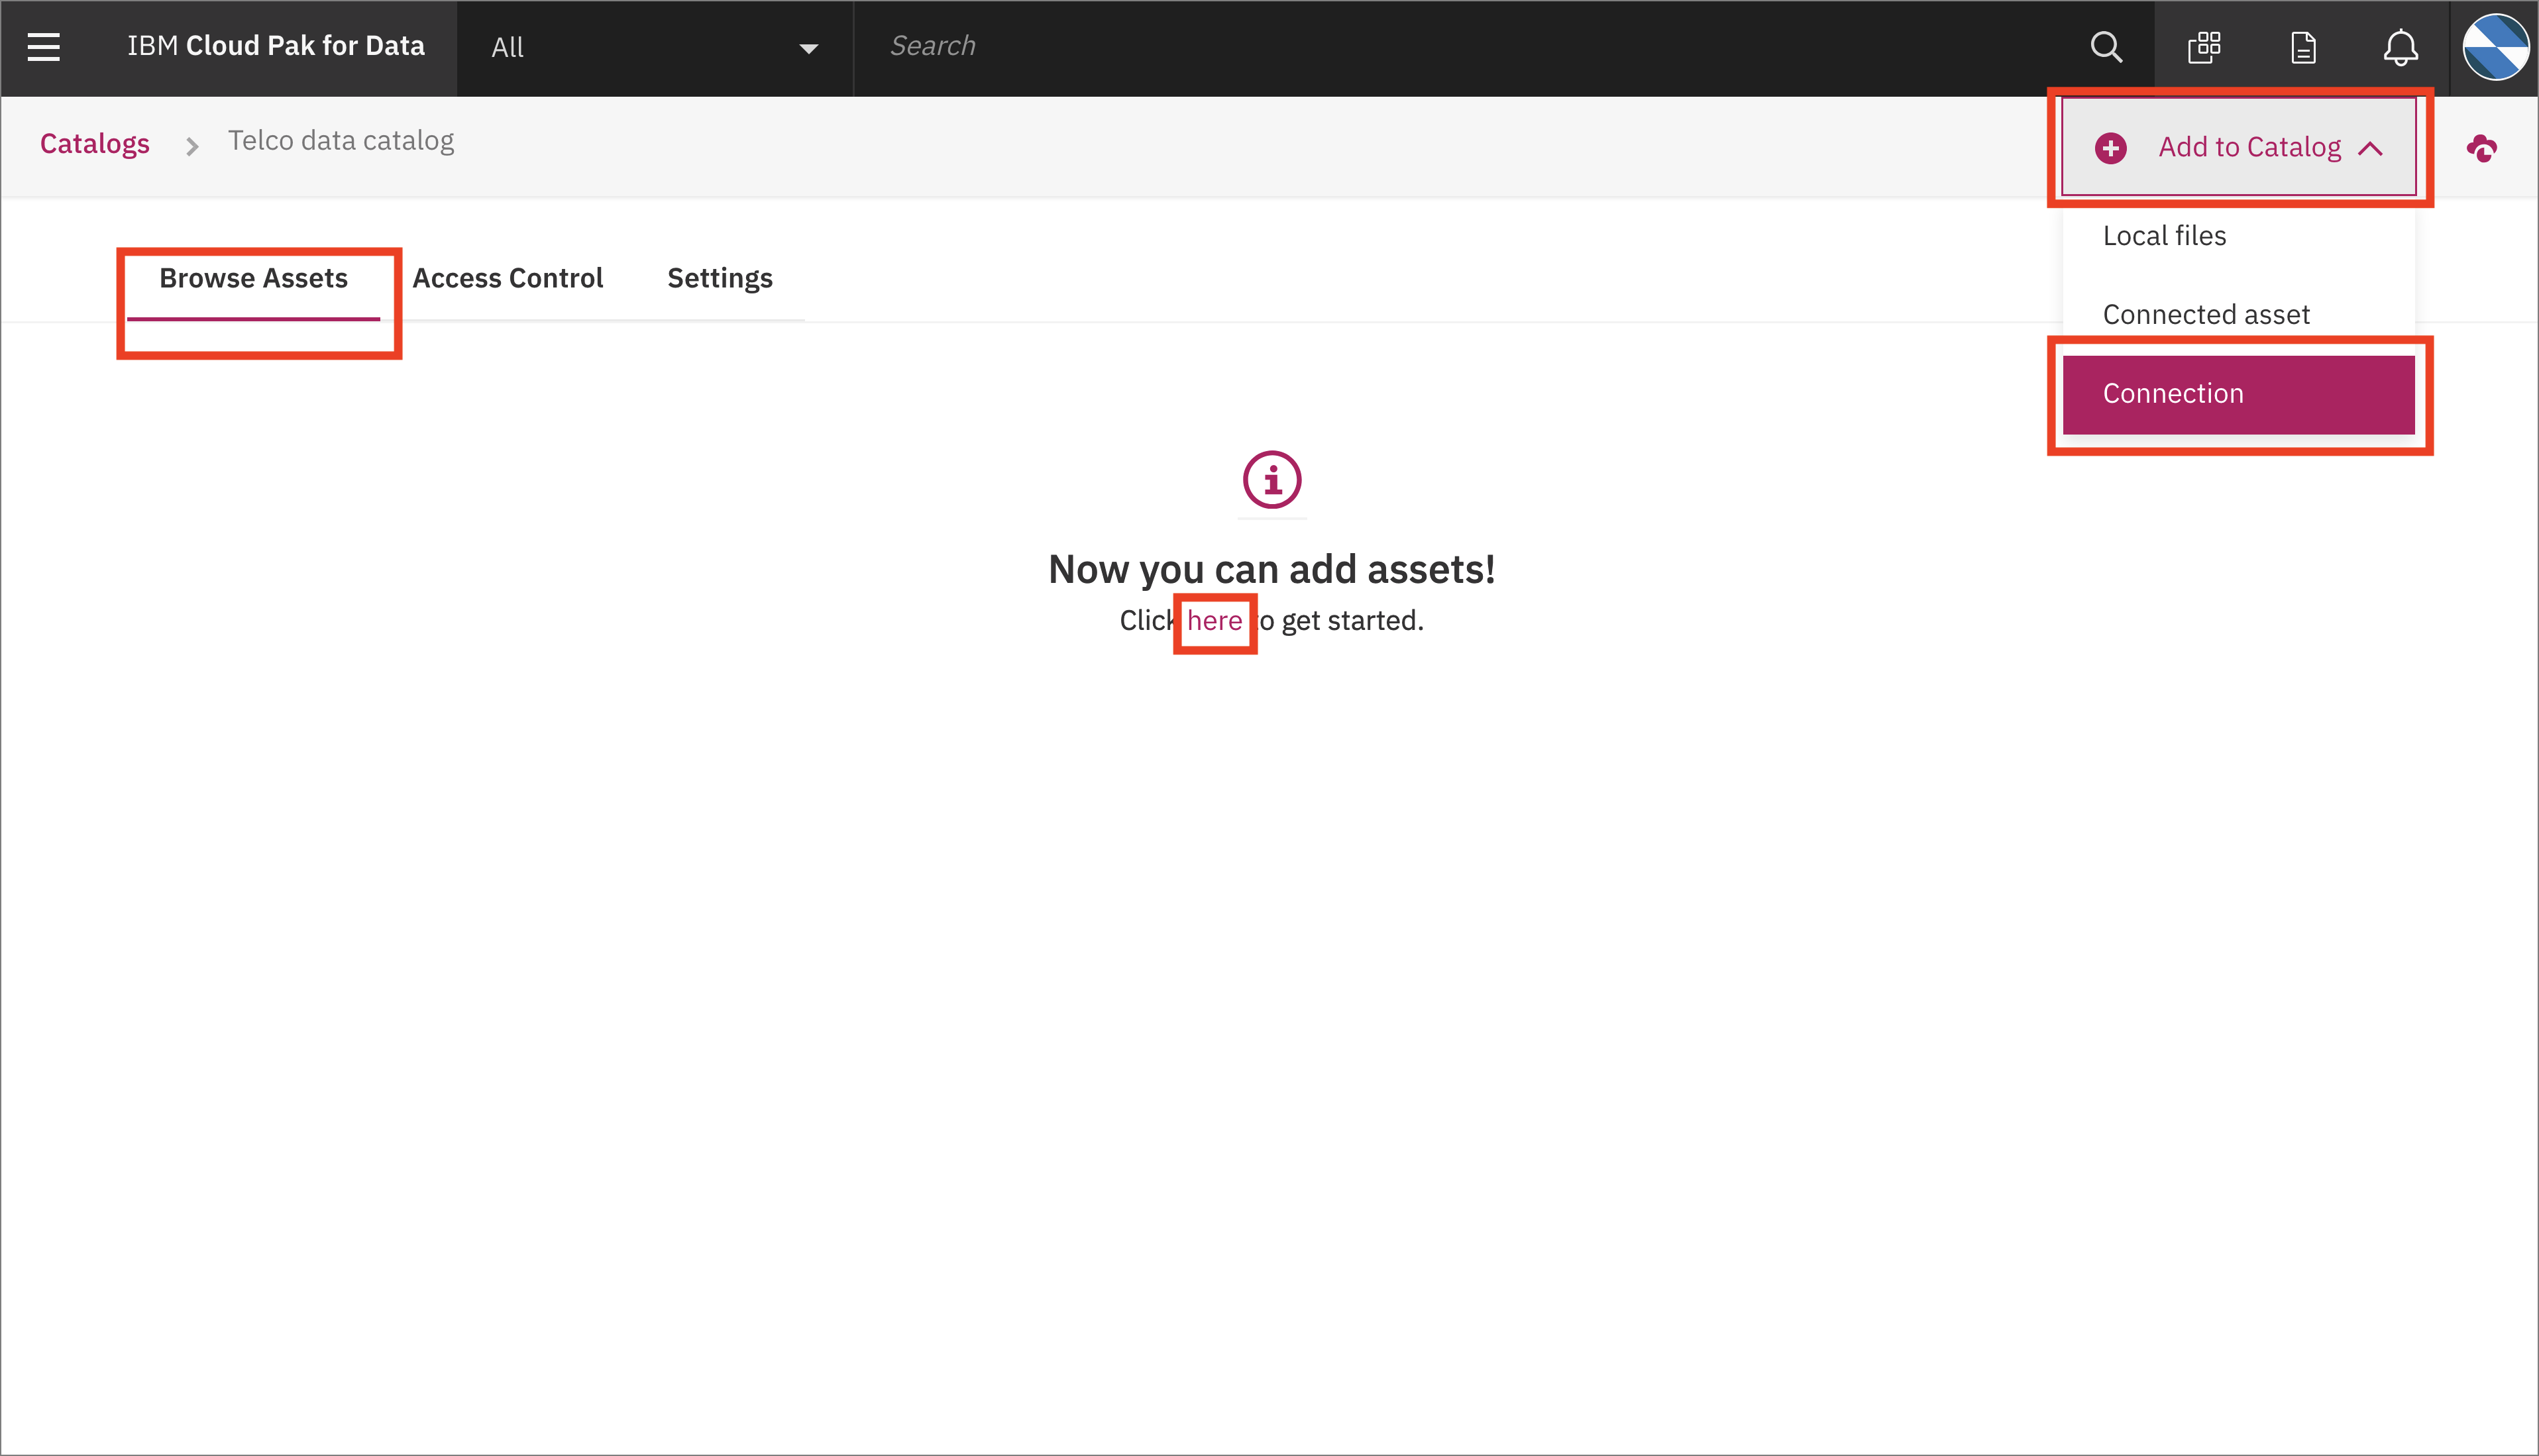 IBM Cloud Pak for Data
All
Search
Catalogs
Telco data catalog
Add to Catalog
Local files
Connected asset
Connection
Browse Assets
Access Control
Settings
Now you can add assets!
Click here to get started.